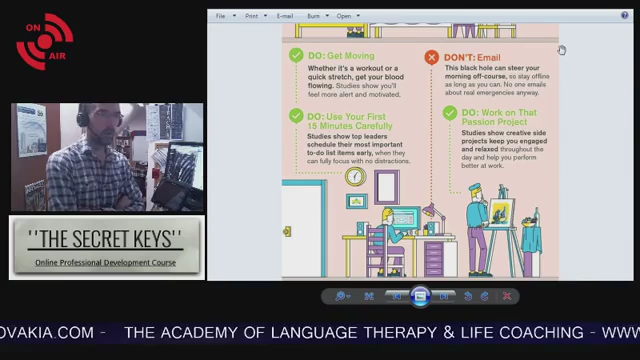 ON
AIR
File
Print
E-mail
Burn
Open
DO: Get Moving
Whether it's a workout or a
quick stretch, get your blood
flowing. Studies show you'll
feel more alert and motivated.
DON'T: Email
This black hole can steer your
morning off-course, so stay offline
as long as you can. No one emails
about real emergencies anyway.
DO: Use Your First
15 Minutes Carefully
Studies show top leaders
schedule their most important
to-do list items early, when they
can fully focus with no distractions.
DO: Work on That
Passion Project
Studies show creative side
projects keep you engaged
and relaxed throughout the
day and help you perform
better at work.
"THE SECRET KEYS"
Online Professional Development Course
OVAKIA.COM - THE ACADEMY OF LANGUAGE THERAPY & LIFE COACHING - WWW